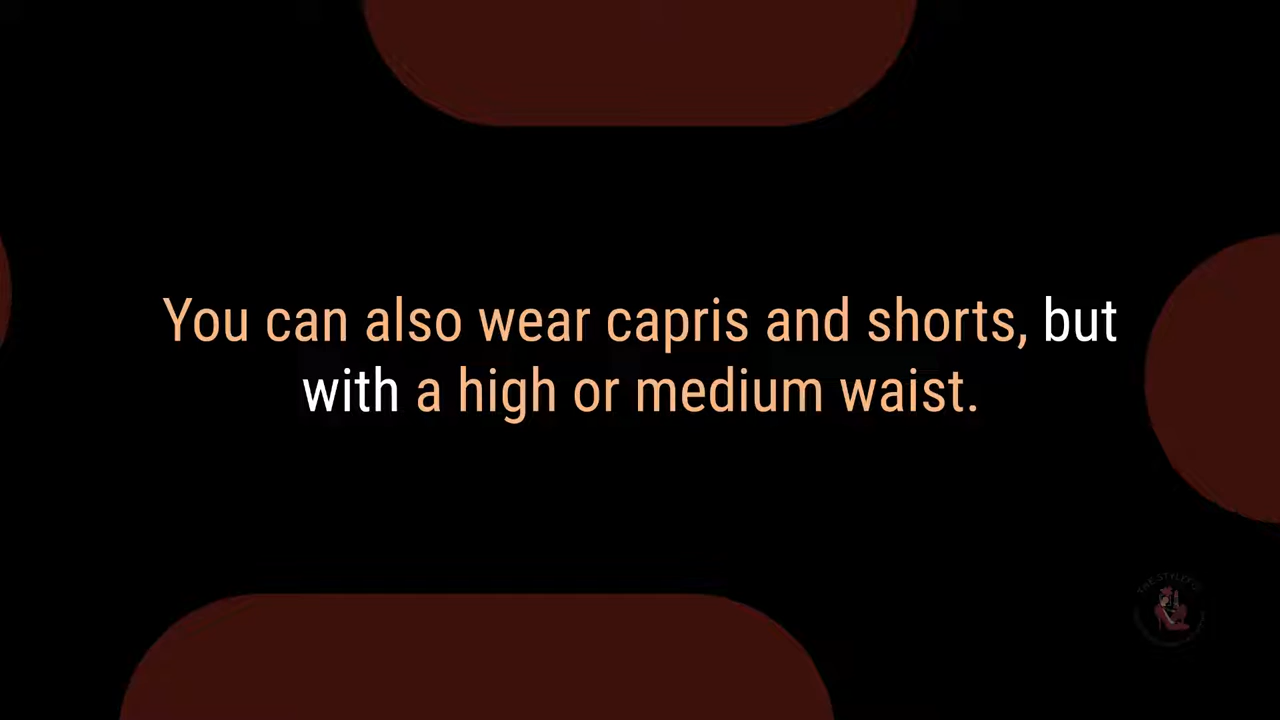 You can also wear capris and shorts, but
with a high or medium waist.